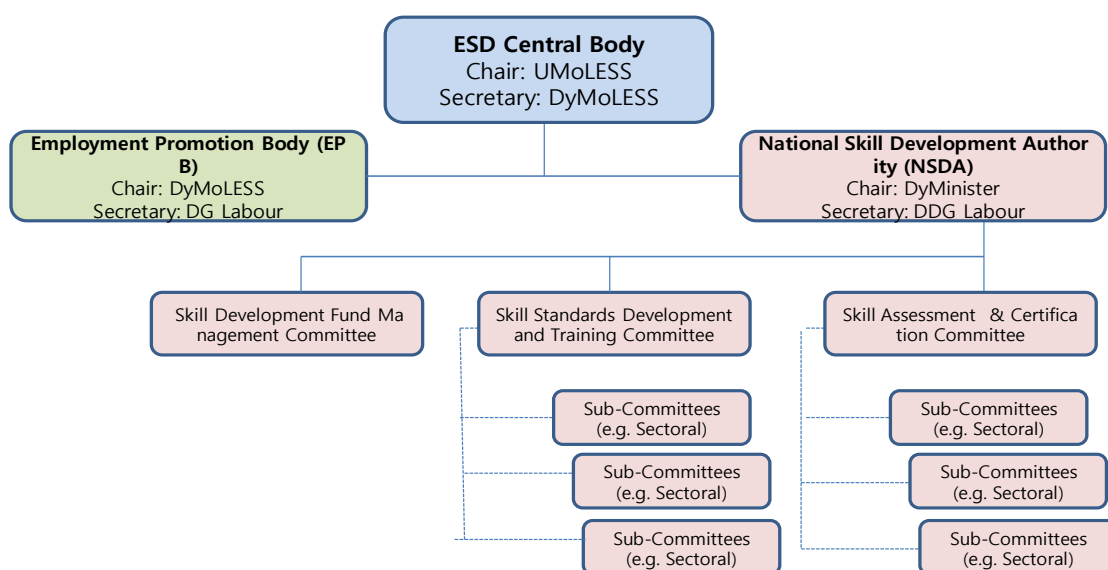 ESD Central Body
Chair: UMoLESS
Secretary: DyMoLESS
Employment Promotion Body (EP
B)
Chair: DyMoLESS
Secretary: DG Labour
National Skill Development Author
ity (NSDA)
Chair: DyMinister
Secretary: DDG Labour
Skill Development Fund Ma
nagement Committee
Skill Standards Development
and Training Committee
Skill Assessment & Certifica
tion Committee
Sub-Committees
(e.g. Sectoral)
Sub-Committees
(e.g. Sectoral)
Sub-Committees
(e.g. Sectoral)
Sub-Committees
(e.g. Sectoral)
Sub-Committees
(e.g. Sectoral)
Sub-Committees
(e.g. Sectoral)